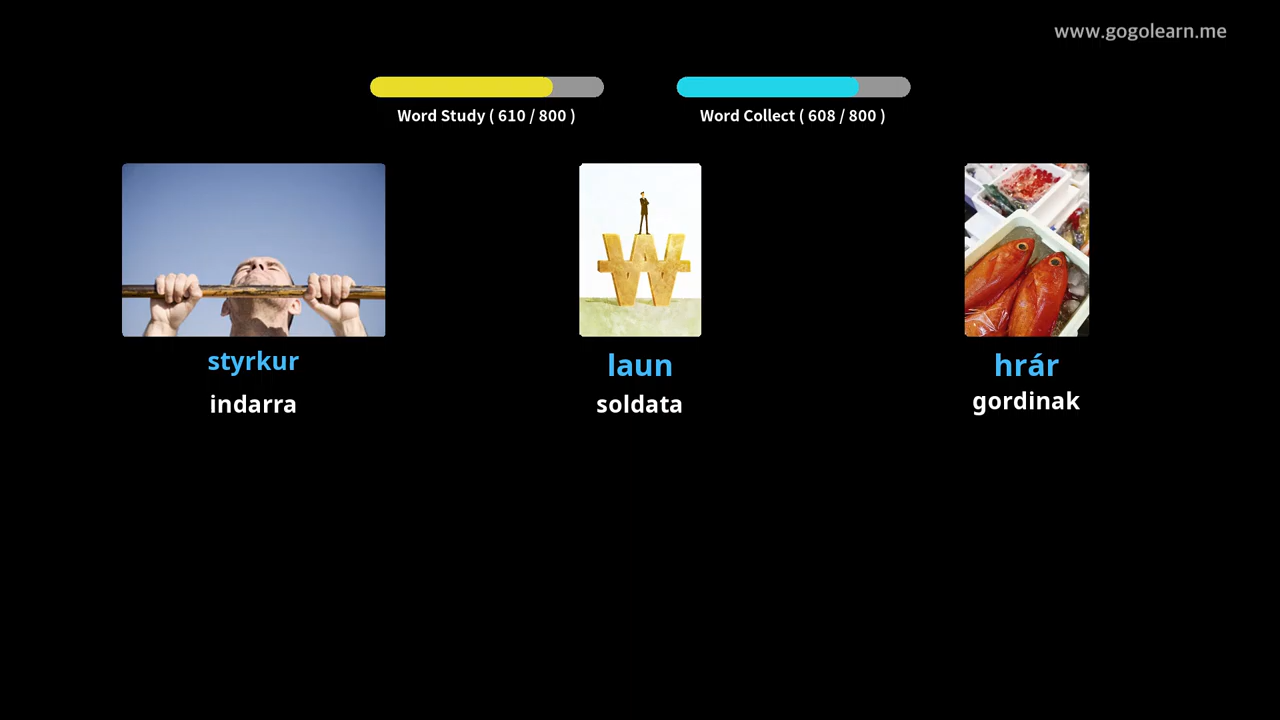 www.gogolearn.me
Word Study ( 610 / 800 )
Word Collect ( 608 / 800 )
styrkur
indarra
laun
soldata
hrár
gordinak